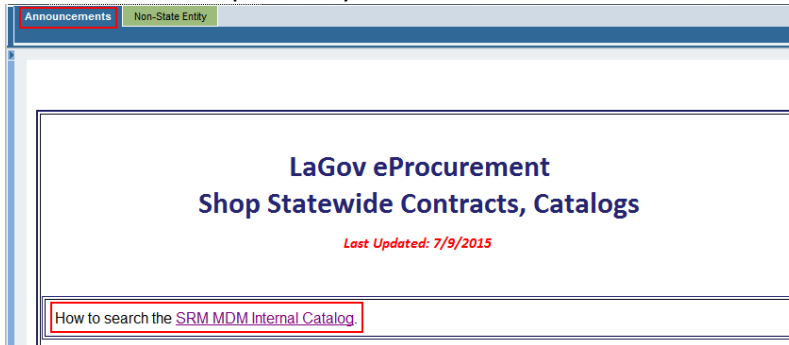 Announcements Non-State Entity
LaGov eProcurement
Shop Statewide Contracts, Catalogs
Last Updated: 7/9/2015
How to search the SRM MDM Internal Catalog.